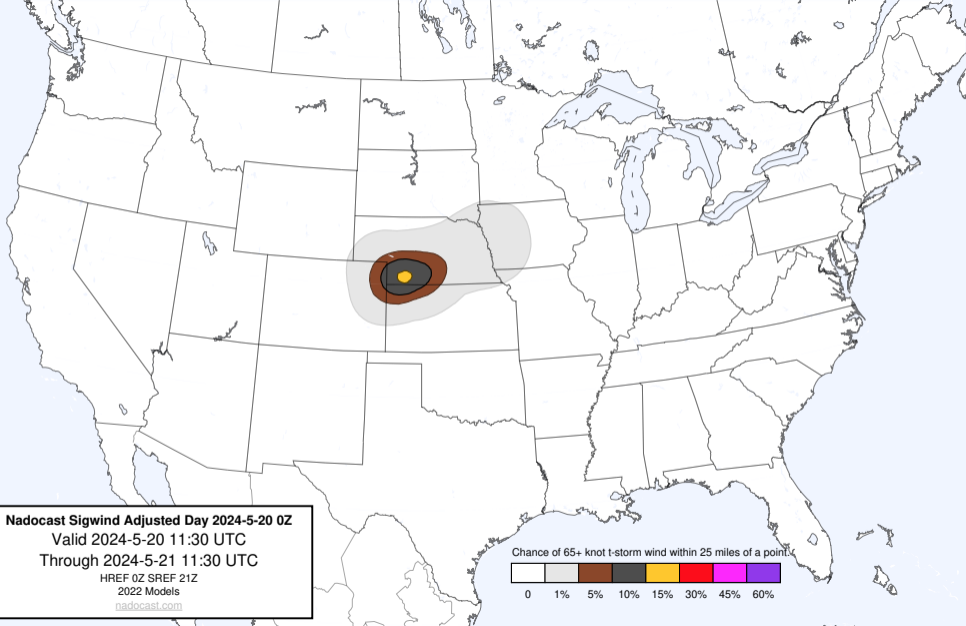 Nadocast Sigwind Adjusted Day 2024-5-20 0Z
Valid 2024-5-20 11:30 UTC
Through 2024-5-21 11:30 UTC
HREF 0Z SREF 21Z
2022 Models
nadocast.com
Chance of 65+ knot t-storm wind within 25 miles of a point.
0 1% 5% 10% 15% 30% 45% 60%